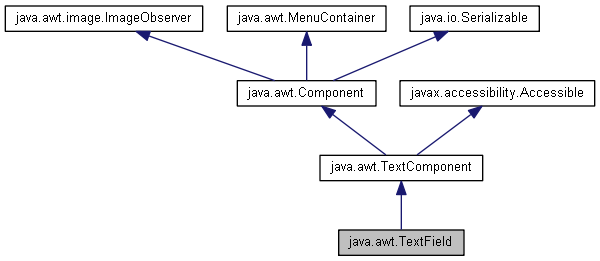 java.awt.image.ImageObserver
java.awt.MenuContainer
java.io.Serializable
java.awt.Component
javax.accessibility.Accessible
java.awt.TextComponent
java.awt.TextField